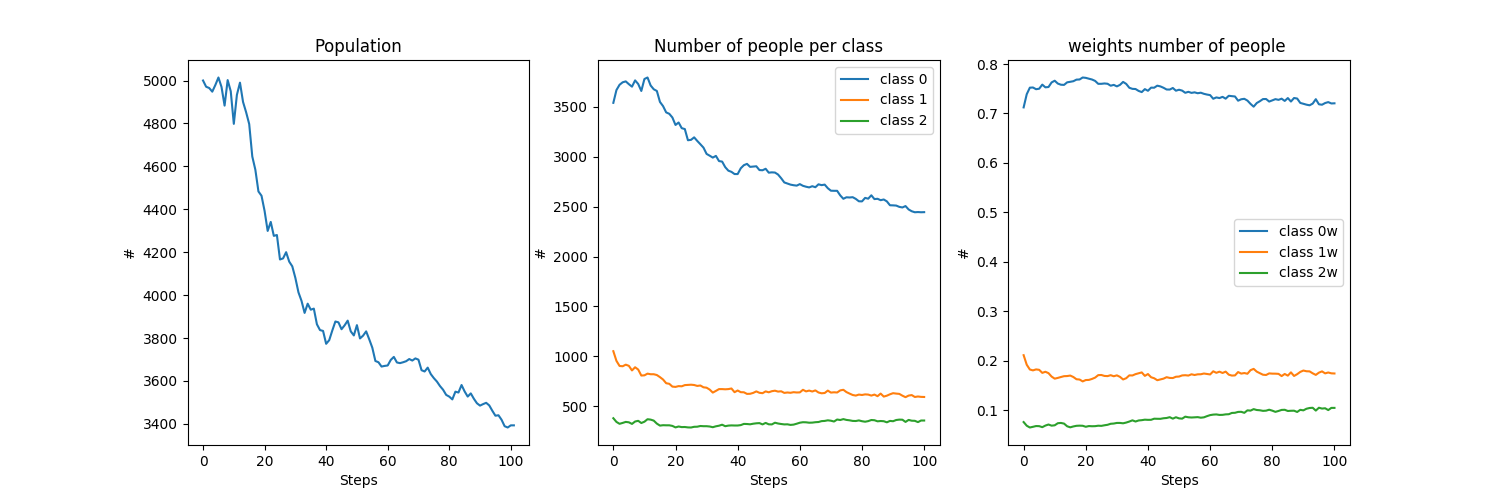 Population
5000
4800
4600
4400
4200
4000
3800
3600
3400
#
0 20 40 60 80 100
Steps
Number of people per class
3500
3000
2500
2000
1500
1000
500
#
class 0
class 1
class 2
0 20 40 60 80 100
Steps
weights number of people
0.8
0.7
0.6
0.5
0.4
0.3
0.2
0.1
#
class 0w
class 1w
class 2w
0 20 40 60 80 100
Steps